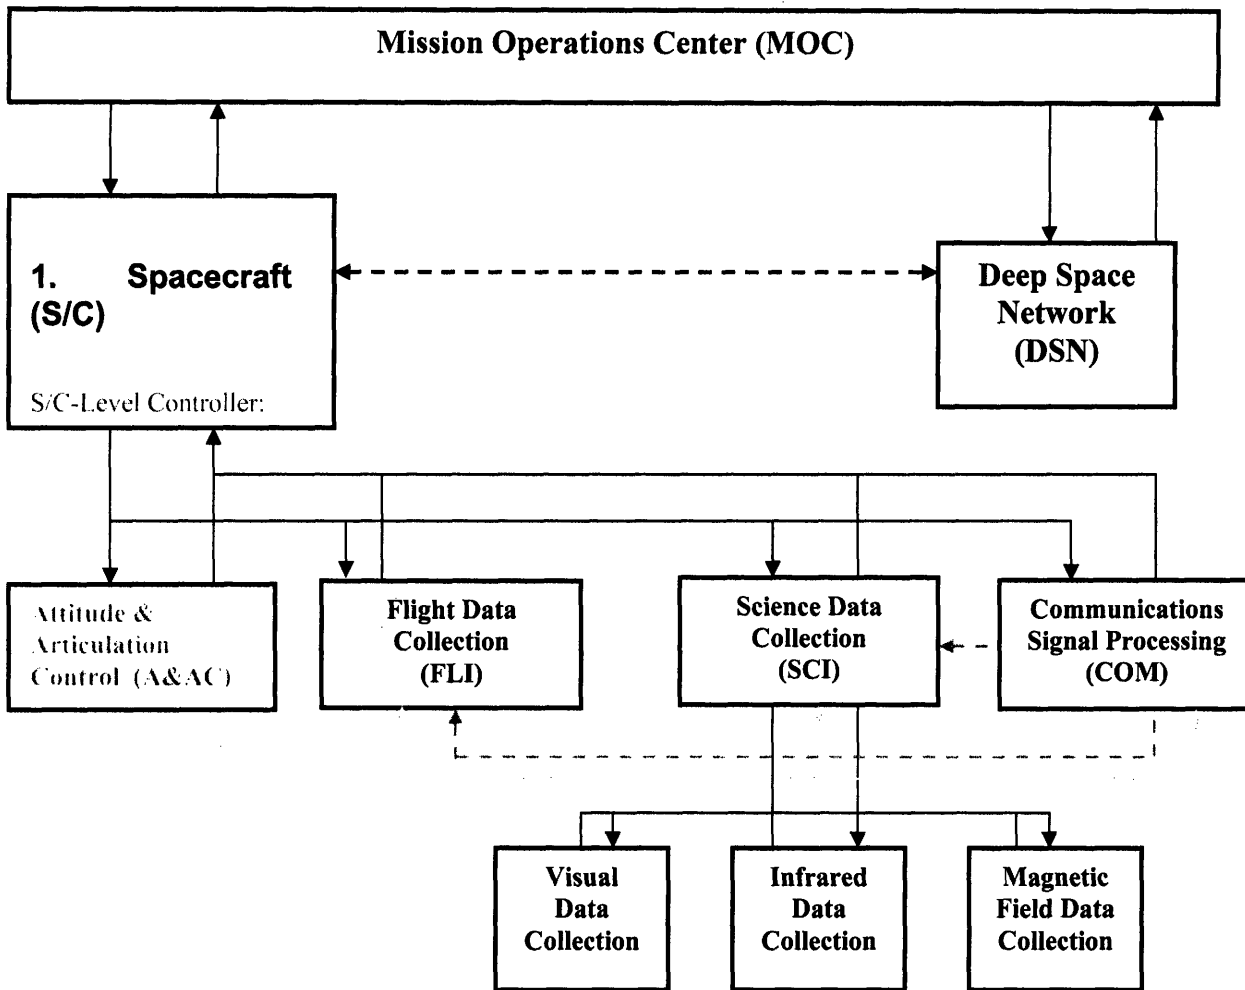 Mission Operations Center (MOC)
1. Spacecraft
(S/C)
S/C-Level Controller:
Deep Space
Network
(DSN)
Attitude &
Articulation
Control (A&AC)
Flight Data
Collection
(FLI)
Science Data
Collection
(SCI)
Communications
Signal Processing
(COM)
Visual
Data
Collection
Infrared
Data
Collection
Magnetic
Field Data
Collection